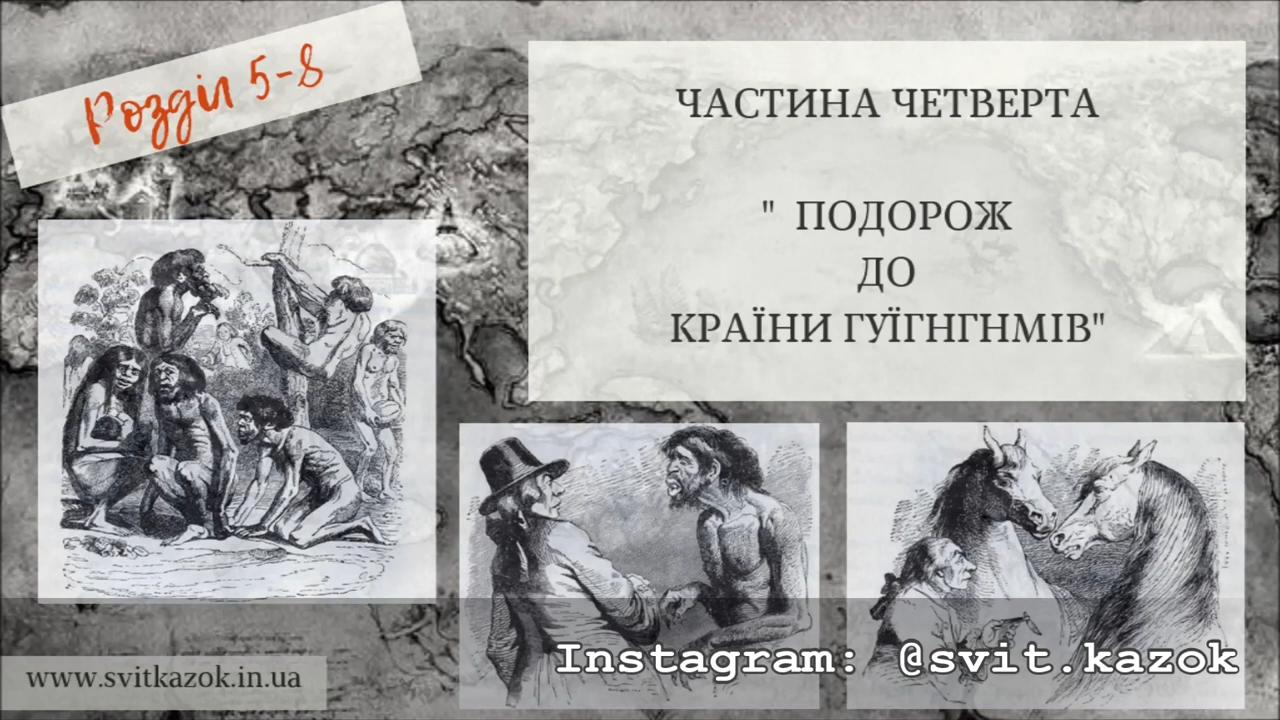 Розділ 5-8
ЧАСТИНА ЧЕТВЕРТА
" ПОДОРОЖ
ДО
КРАЇНИ ГУЇГНГНМІВ"
Instagram: @svit.kazok
www.svitkazok.in.ua